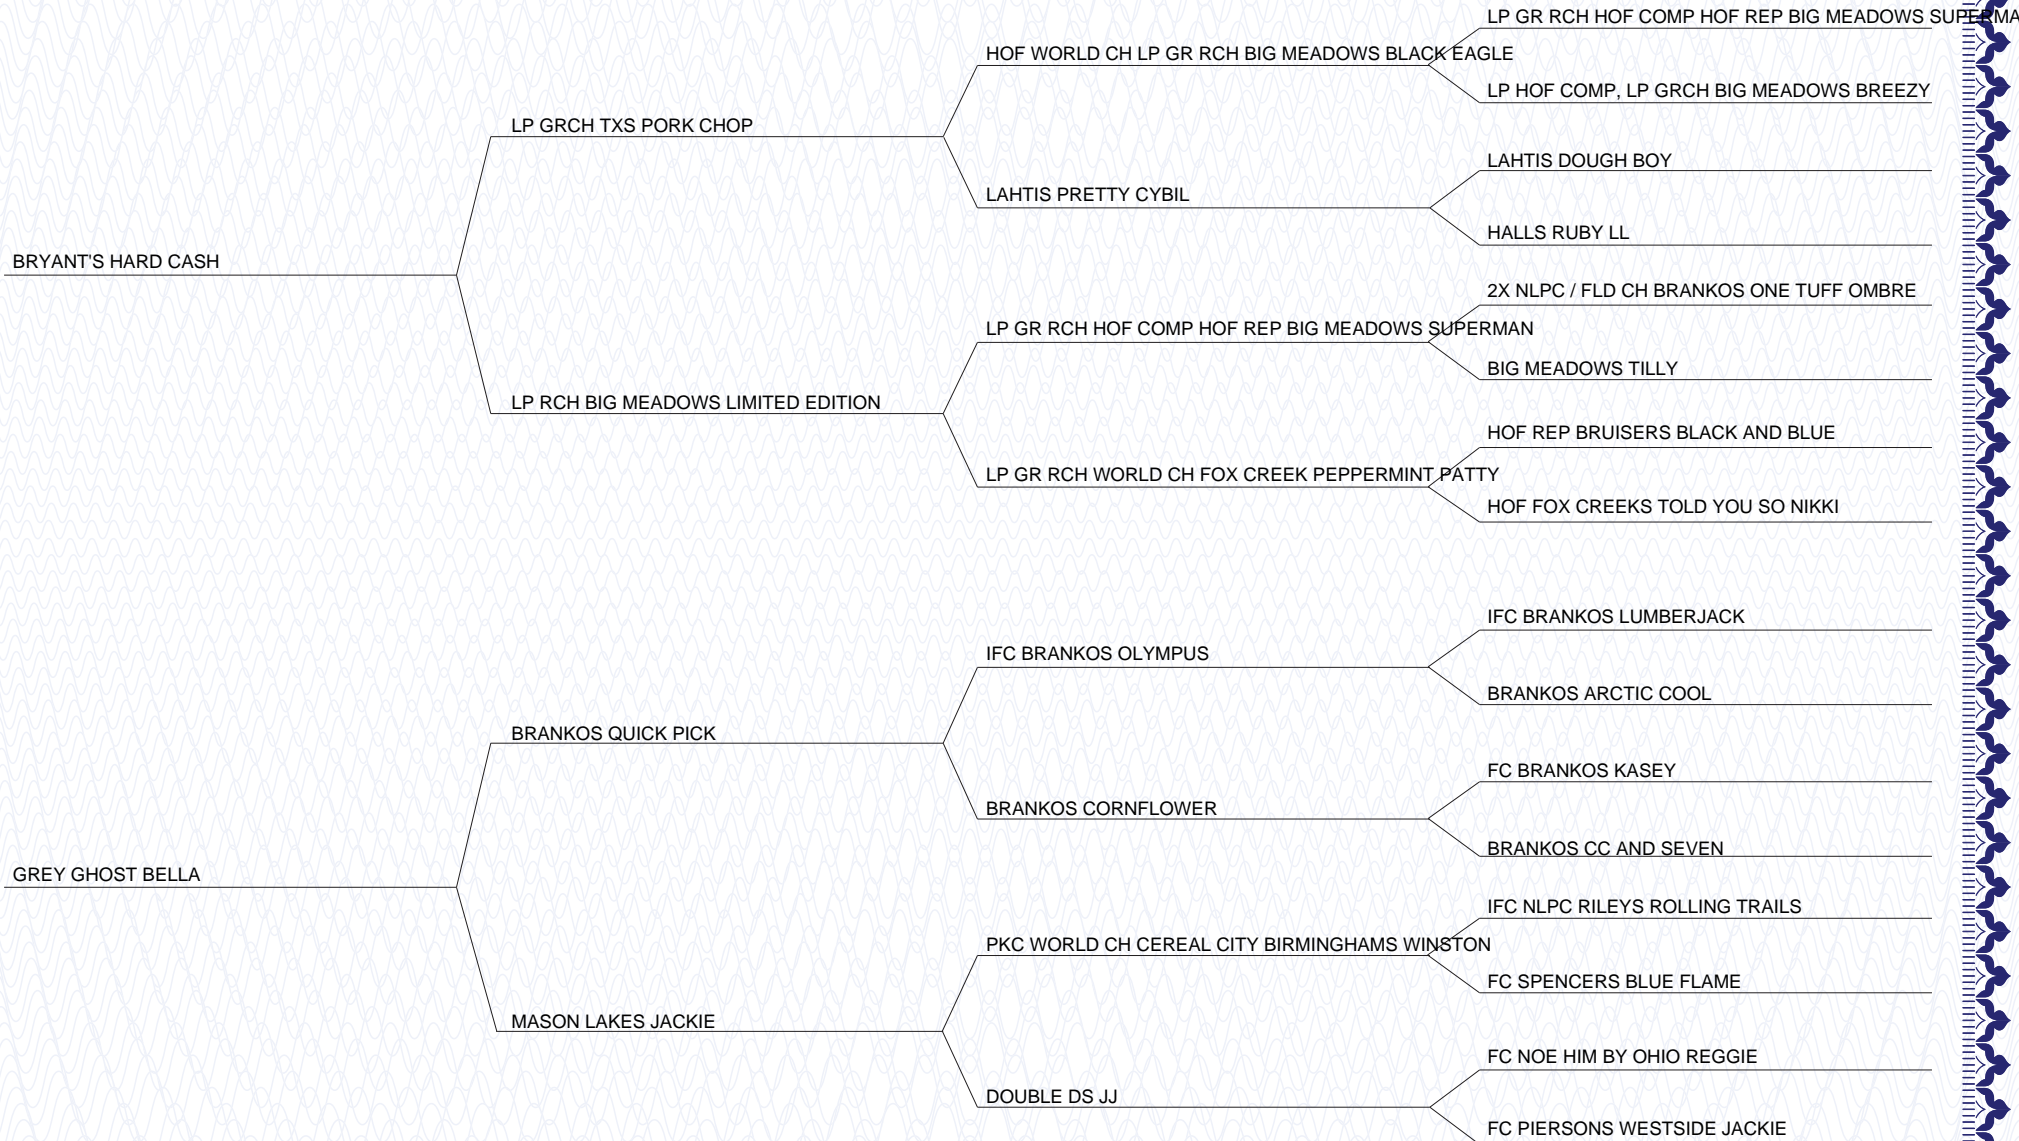 LP GR RCH HOF COMP HOF REP BIG MEADOWS SUPERMA
HOF WORLD CH LP GR RCH BIG MEADOWS BLACK EAGLE
LP HOF COMP, LP GRCH BIG MEADOWS BREEZY
LP GRCH TXS PORK CHOP
LAHTIS DOUGH BOY
LAHTIS PRETTY CYBIL
HALLS RUBY LL
BRYANT'S HARD CASH
2X NLPC / FLD CH BRANKOS ONE TUFF OMBRE
LP GR RCH HOF COMP HOF REP BIG MEADOWS SUPERMAN
BIG MEADOWS TILLY
LP RCH BIG MEADOWS LIMITED EDITION
HOF REP BRUISERS BLACK AND BLUE
LP GR RCH WORLD CH FOX CREEK PEPPERMINT PATTY
HOF FOX CREEKS TOLD YOU SO NIKKI
IFC BRANKOS LUMBERJACK
IFC BRANKOS OLYMPUS
BRANKOS ARCTIC COOL
BRANKOS QUICK PICK
FC BRANKOS KASEY
BRANKOS CORNFLOWER
BRANKOS CC AND SEVEN
GREY GHOST BELLA
IFC NLPC RILEYS ROLLING TRAILS
PKC WORLD CH CEREAL CITY BIRMINGHAMS WINSTON
FC SPENCERS BLUE FLAME
MASON LAKES JACKIE
FC NOE HIM BY OHIO REGGIE
DOUBLE DS JJ
FC PIERSONS WESTSIDE JACKIE